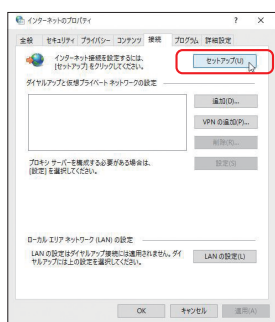 インターネットのプロパティ ? ×
全般 セキュリティ プライバシー コンテンツ 接続 プログラム 詳細設定
インターネット接続を設定するには、
[セットアップ] をクリックしてください。
セットアップ(U)
ダイヤルアップと仮想プライベート ネットワークの設定
追加(D)...
VPN の追加(P)...
削除(R)...
プロキシ サーバーを構成する必要がある場合は、
[設定] を選択してください。
設定(S)
ローカル エリア ネットワーク (LAN) の設定
LAN の設定はダイヤルアップ接続には適用されません。ダイ
ヤルアップには上の設定を選択してください。
LAN の設定(L)
OK キャンセル 適用(A)